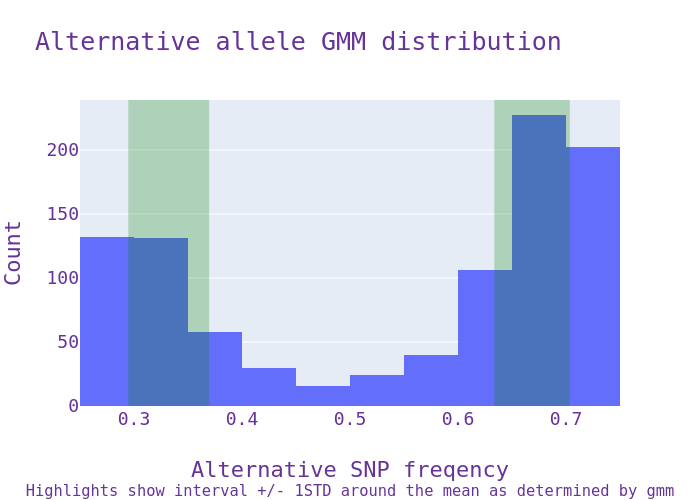 Alternative allele GMM distribution
Count
200
150
100
50
0
0.3 0.4 0.5 0.6 0.7
Alternative SNP freqency
Highlights show interval +/- 1STD around the mean as determined by gmm